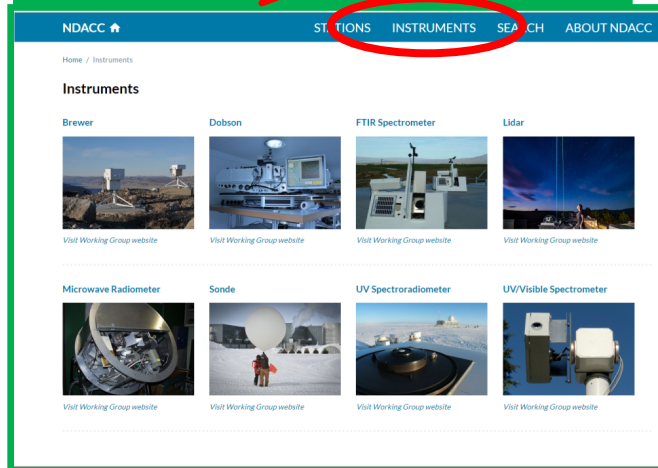 NDACC
STATIONS INSTRUMENTS SEARCH ABOUT NDACC
Home / Instruments
Instruments
Brewer Dobson FTIR Spectrometer Lidar
Visit Working Group website Visit Working Group website Visit Working Group website Visit Working Group website
Microwave Radiometer Sonde UV Spectroradiometer UV/Visible Spectrometer
Visit Working Group website Visit Working Group website Visit Working Group website Visit Working Group website